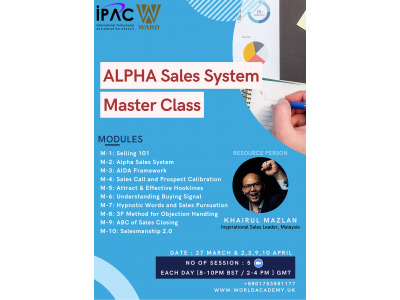 iPAC
International Professional
Accreditation Council
WARD
ALPHA Sales System
Master Class
MODULES
M-1: Selling 101
M-2: Alpha Sales System
M-3: AIDA Framework
M-4: Sales Call and Prospect Calibration
M-5: Attract & Effective Hooklines
M-6: Understanding Buying Signal
M-7: Hypnotic Words and Sales Pursuation
M-8: 3F Method for Objection Handling
M-9: ABC of Sales Closing
M-10: Salesmanship 2.0
RESOURCE PERSON
KHAIRUL MAZLAN
Inspirational Sales Leader, Malaysia
DATE : 27 MARCH & 2,3,9,10 APRIL
NO OF SESSION : 5
EACH DAY [8-10PM BST / 2-4 PM ] GMT
WWW.WORLDACADEMY.UK